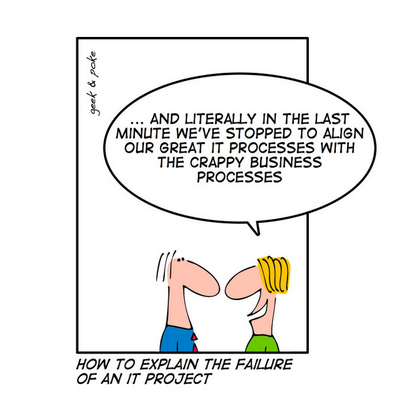 geek & poke
... AND LITERALLY IN THE LAST
MINUTE WE'VE STOPPED TO ALIGN
OUR GREAT IT PROCESSES WITH
THE CRAPPY BUSINESS
PROCESSES
HOW TO EXPLAIN THE FAILURE
OF AN IT PROJECT